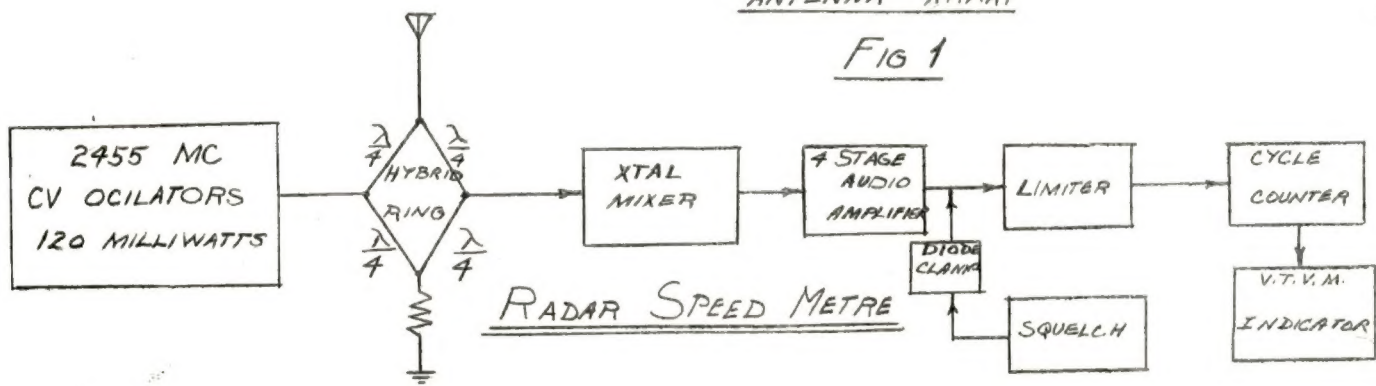 ANTENNA
FIG 1
2455 MC
CV OCILATORS
120 MILLIWATTS
λ/4
λ/4
HYBRID
RING
λ/4
λ/4
XTAL
MIXER
4 STAGE
AUDIO
AMPLIFIER
LIMITER
CYCLE
COUNTER
DIODE
CLAMP
SQUELCH
V.T.V.M.
INDICATOR
RADAR SPEED METRE